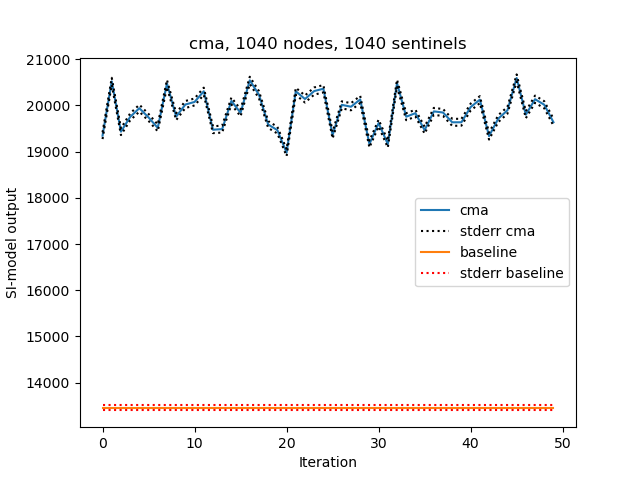 cma, 1040 nodes, 1040 sentinels
SI-model output
21000
20000
19000
18000
17000
16000
15000
14000
cma
stderr cma
baseline
stderr baseline
0 10 20 30 40 50
Iteration